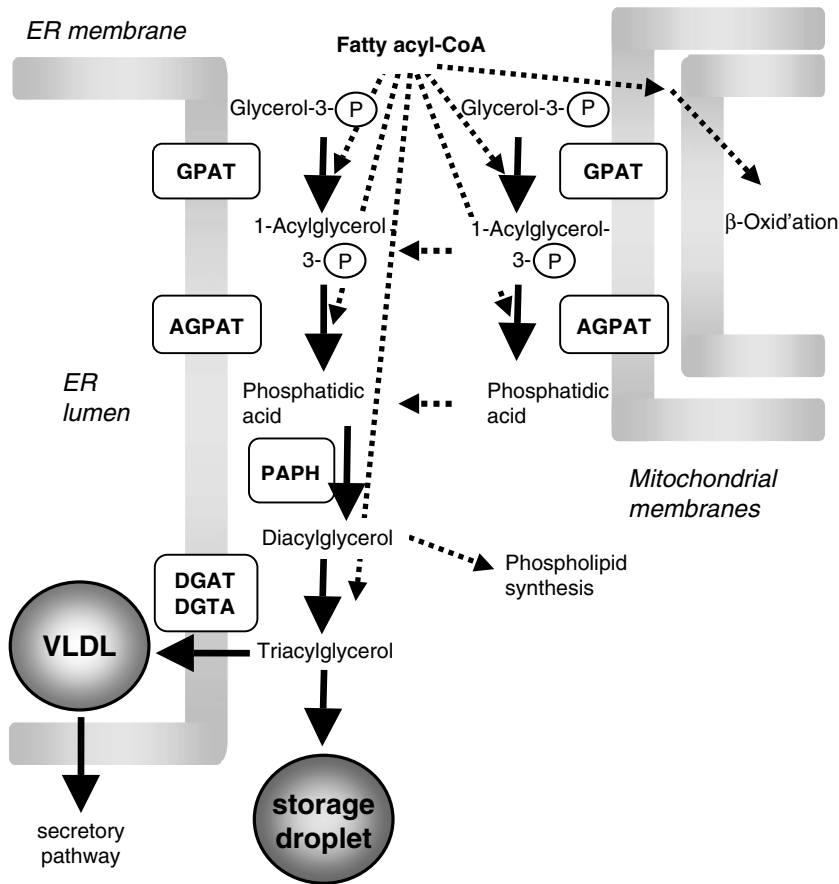 ER membrane
Fatty acyl-CoA
Glycerol-3- P
Glycerol-3- P
GPAT
GPAT
β-Oxid'ation
1-Acylglycerol
3- P
1-Acylglycerol-
3- P
AGPAT
AGPAT
ER
lumen
Phosphatidic
acid
Phosphatidic
acid
PAPH
Mitochondrial
membranes
Diacylglycerol
Phospholipid
synthesis
DGAT
DGTA
VLDL
Triacylglycerol
storage
droplet
secretory
pathway